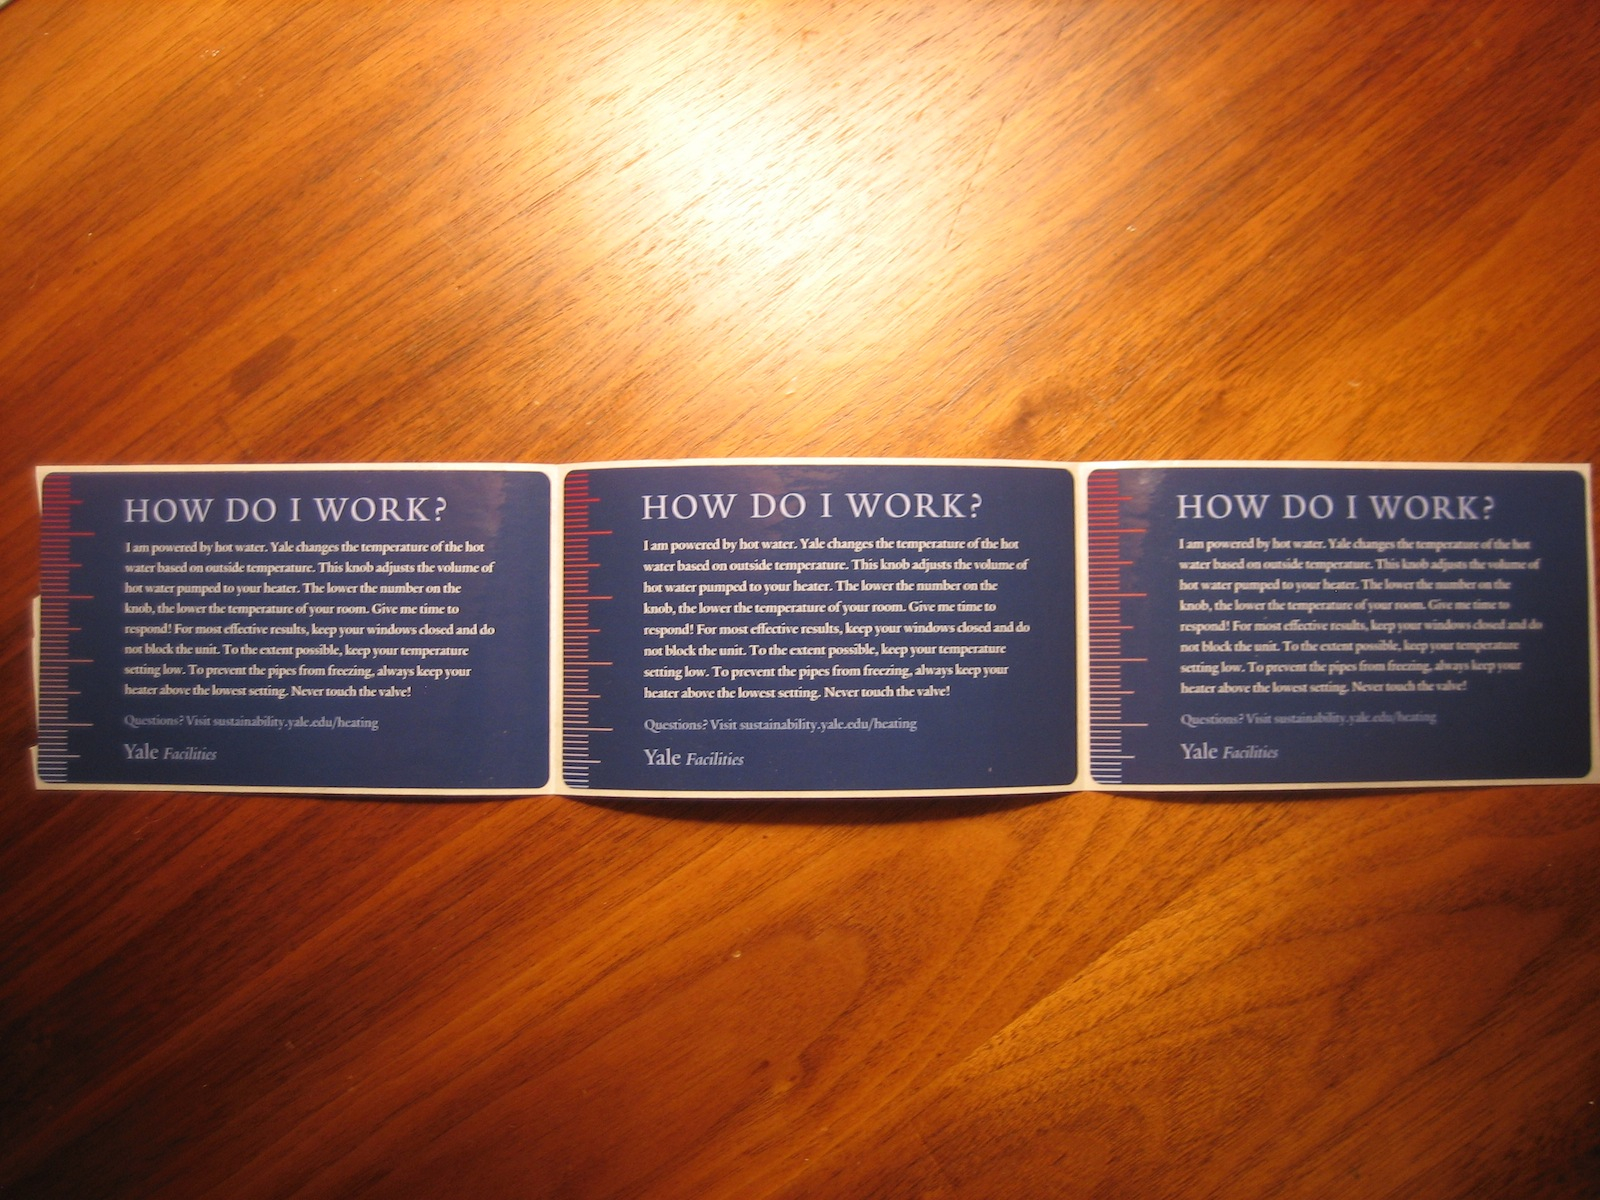 HOW DO I WORK?
I am powered by hot water. Yale changes the temperature of the hot
water based on outside temperature. This knob adjusts the volume of
hot water pumped to your heater. The lower the number on the
knob, the lower the temperature of your room. Give me time to
respond! For most effective results, keep your windows closed and do
not block the unit. To the extent possible, keep your temperature
setting low. To prevent the pipes from freezing, always keep your
heater above the lowest setting. Never touch the valve!
Questions? Visit sustainability.yale.edu/heating
Yale Facilities
HOW DO I WORK?
I am powered by hot water. Yale changes the temperature of the hot
water based on outside temperature. This knob adjusts the volume of
hot water pumped to your heater. The lower the number on the
knob, the lower the temperature of your room. Give me time to
respond! For most effective results, keep your windows closed and do
not block the unit. To the extent possible, keep your temperature
setting low. To prevent the pipes from freezing, always keep your
heater above the lowest setting. Never touch the valve!
Questions? Visit sustainability.yale.edu/heating
Yale Facilities
HOW DO I WORK?
I am powered by hot water. Yale changes the temperature of the hot
water based on outside temperature. This knob adjusts the volume of
hot water pumped to your heater. The lower the number on the
knob, the lower the temperature of your room. Give me time to
respond! For most effective results, keep your windows closed and do
not block the unit. To the extent possible, keep your temperature
setting low. To prevent the pipes from freezing, always keep your
heater above the lowest setting. Never touch the valve!
Questions? Visit sustainability.yale.edu/heating
Yale Facilities